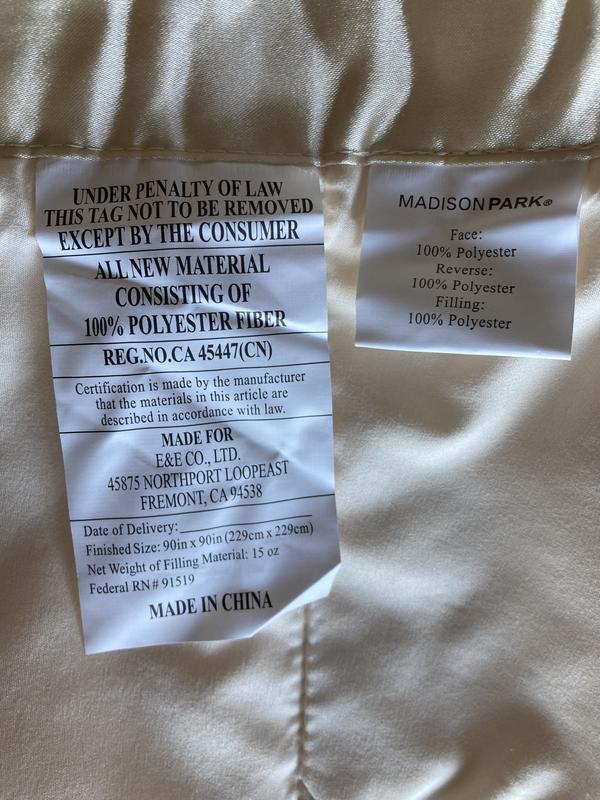 UNDER PENALTY OF LAW
THIS TAG NOT TO BE REMOVED
EXCEPT BY THE CONSUMER
ALL NEW MATERIAL
CONSISTING OF
100% POLYESTER FIBER
REG.NO.CA 45447(CN)
Certification is made by the manufacturer
that the materials in this article are
described in accordance with law.
MADE FOR
E&E CO., LTD.
45875 NORTHPORT LOOPEAST
FREMONT, CA 94538
Date of Delivery:
Finished Size: 90in x 90in (229cm x 229cm)
Net Weight of Filling Material: 15 oz
Federal RN # 91519
MADE IN CHINA
MADISON PARK®
Face:
100% Polyester
Reverse:
100% Polyester
Filling:
100% Polyester